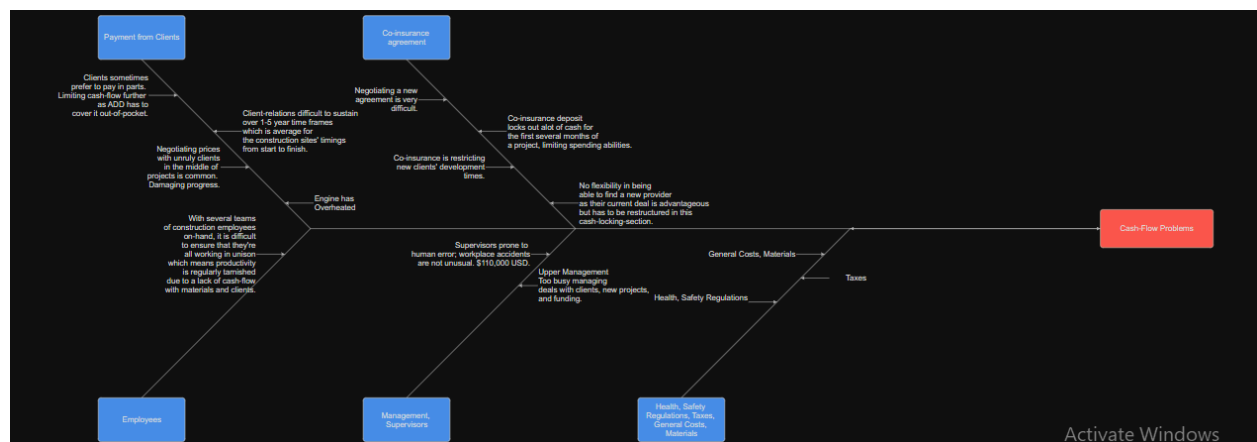 Payment from Clients
Co-insurance
agreement
Clients sometimes
prefer to pay in parts.
Limiting cash-flow further
as ADD has to
cover it out-of-pocket.
Client-relations difficult to sustain
over 1-5 year time frames
which is average for
the construction sites' timings
from start to finish.
Negotiating prices
with unruly clients
in the middle of
projects is common.
Damaging progress.
Engine has
Overheated
Negotiating a new
agreement is very
difficult.
Co-insurance deposit
locks out alot of cash for
the first several months of
a project, limiting spending abilities.
Co-insurance is restricting
new clients' development
times.
No flexibility in being
able to find a new provider
as their current deal is advantageous
but has to be restructured in this
cash-locking-section.
Cash-Flow Problems
With several teams
of construction employees
on-hand, it is difficult
to ensure that they're
all working in unison
which means productivity
is regularly tarnished
due to a lack of cash-flow
with materials and clients.
Supervisors prone to
human error; workplace accidents
are not unusual. $110,000 USD.
Upper Management
Too busy managing
deals with clients, new projects,
and funding.
General Costs, Materials
Taxes
Health, Safety Regulations
Employees
Management,
Supervisors
Health, Safety
Regulations, Taxes,
General Costs,
Materials
Activate Windows